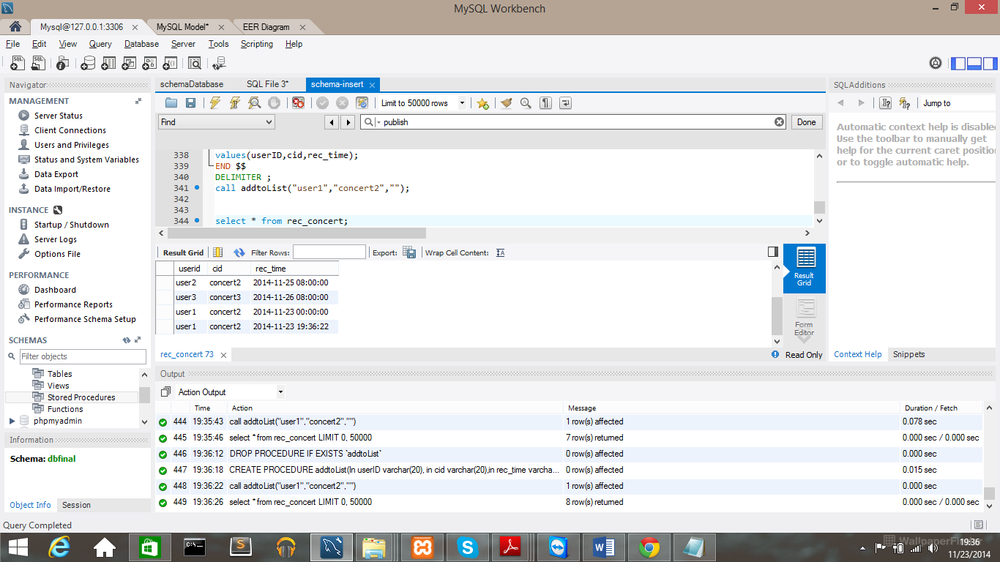 MySQL Workbench
Mysql@127.0.0.1:3306 MySQL Model* EER Diagram
File Edit View Query Database Server Tools Scripting Help
Navigator
MANAGEMENT
Server Status
Client Connections
Users and Privileges
Status and System Variables
Data Export
Data Import/Restore
INSTANCE
Startup / Shutdown
Server Logs
Options File
PERFORMANCE
Dashboard
Performance Reports
Performance Schema Setup
SCHEMAS
Filter objects
Tables
Views
Stored Procedures
Functions
phpmyadmin
Information
Schema: dbfinal
Object Info Session
schemaDatabase SQL File 3* schema-insert
Limit to 50000 rows
Find publish Done
338 values(userID,cid,rec_time);
339 END $$
340 DELIMITER ;
341 call addtoList("user1","concert2","");
342
343
344 select * from rec_concert;
Result Grid Filter Rows: Export: Wrap Cell Content:
userid cid rec_time
user2 concert2 2014-11-25 08:00:00
user3 concert3 2014-11-26 08:00:00
user1 concert2 2014-11-23 00:00:00
user1 concert2 2014-11-23 19:36:22
Result
Grid
Form
Editor
rec_concert 73 Read Only
SQLAdditions
Jump to
Automatic context help is disabled
Use the toolbar to manually get
help for the current caret position
or to toggle automatic help.
Context Help Snippets
Output
Action Output
Time Action Message Duration / Fetch
444 19:35:43 call addtoList("user1","concert2","") 1 row(s) affected 0.078 sec
445 19:35:46 select * from rec_concert LIMIT 0, 50000 7 row(s) returned 0.000 sec / 0.000 sec
446 19:36:12 DROP PROCEDURE IF EXISTS `addtoList` 0 row(s) affected 0.000 sec
447 19:36:18 CREATE PROCEDURE addtoList(In userID varchar(20), in cid varchar(20),in rec_time varcha... 0 row(s) affected 0.015 sec
448 19:36:22 call addtoList("user1","concert2","") 1 row(s) affected 0.000 sec
449 19:36:26 select * from rec_concert LIMIT 0, 50000 8 row(s) returned 0.000 sec / 0.000 sec
Query Completed
19:36
11/23/2014